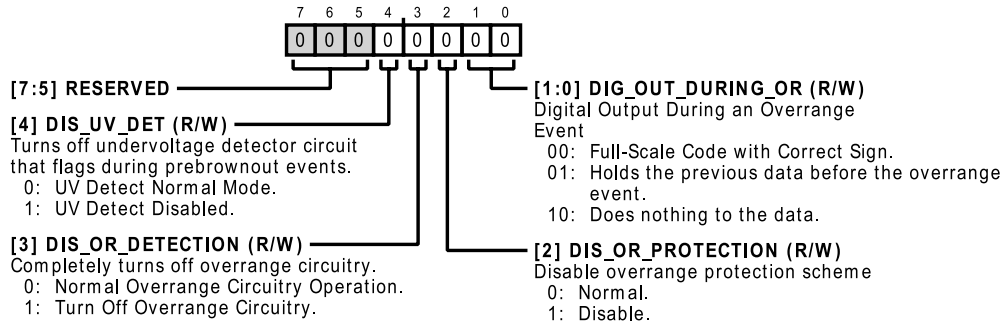 7 6 5 4 3 2 1 0
0 0 0 0 0 0 0 0
[7:5] RESERVED
[4] DIS_UV_DET (R/W)
Turns off undervoltage detector circuit
that flags during prebrownout events.
0: UV Detect Normal Mode.
1: UV Detect Disabled.
[3] DIS_OR_DETECTION (R/W)
Completely turns off overrange circuitry.
0: Normal Overrange Circuitry Operation.
1: Turn Off Overrange Circuitry.
[1:0] DIG_OUT_DURING_OR (R/W)
Digital Output During an Overrange
Event
00: Full-Scale Code with Correct Sign.
01: Holds the previous data before the overrange
event.
10: Does nothing to the data.
[2] DIS_OR_PROTECTION (R/W)
Disable overrange protection scheme
0: Normal.
1: Disable.